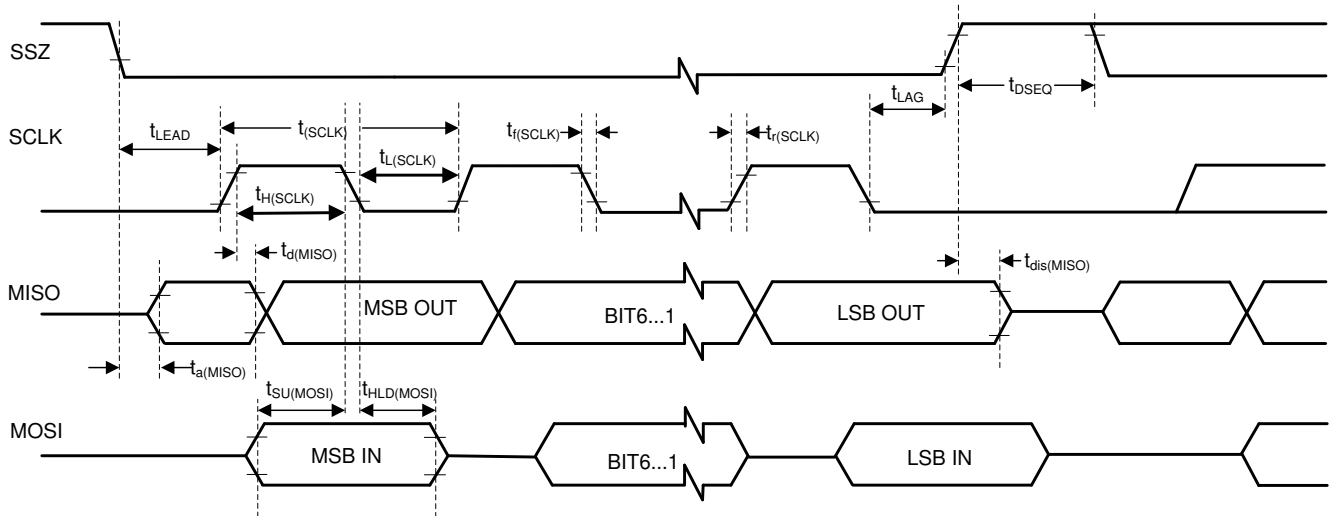 SSZ
tLAG
tDSEQ
SCLK
tLEAD
t(SCLK)
tf(SCLK)
tr(SCLK)
tL(SCLK)
tH(SCLK)
td(MISO)
tdis(MISO)
MISO
MSB OUT
BIT6...1
LSB OUT
ta(MISO)
tSU(MOSI)
tHLD(MOSI)
MOSI
MSB IN
BIT6...1
LSB IN